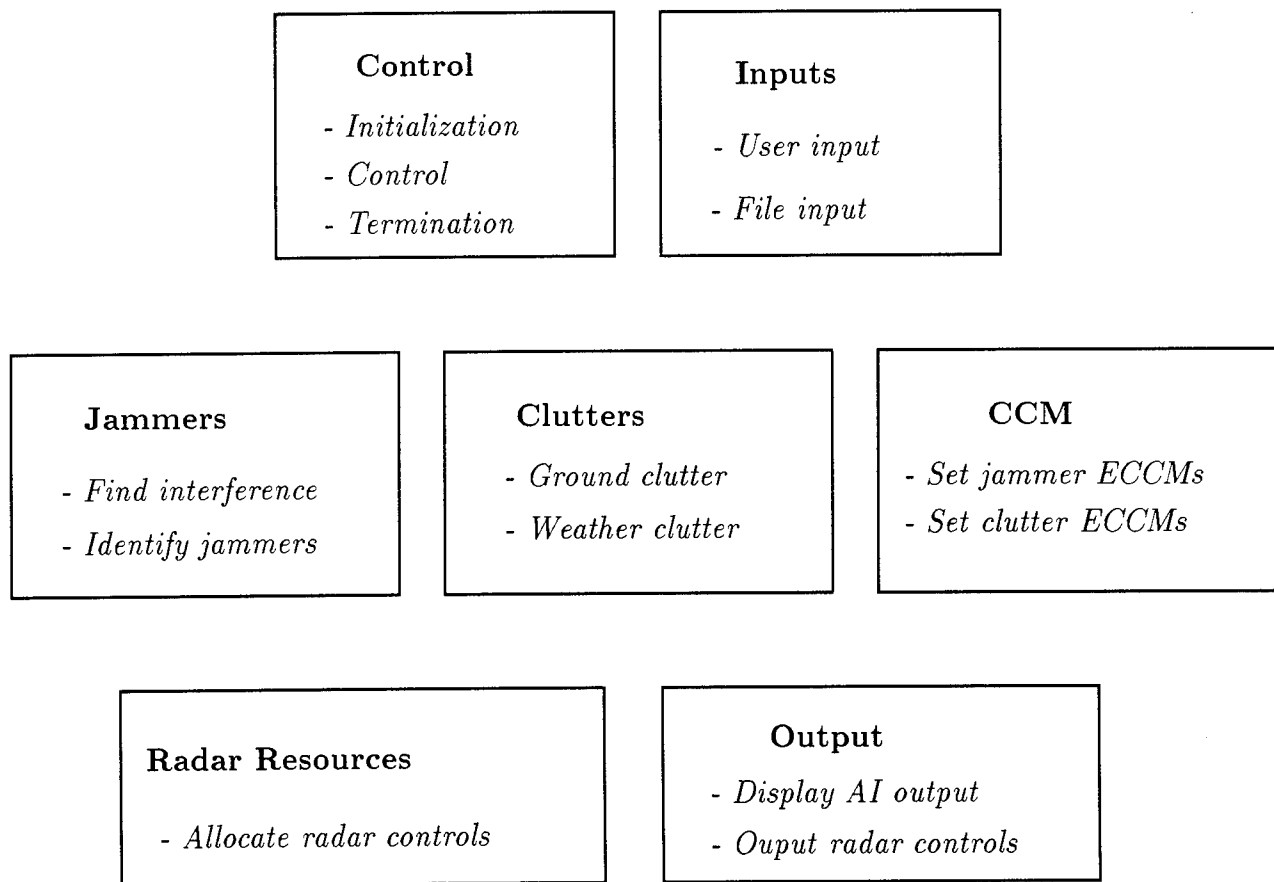 Control
- Initialization
- Control
- Termination
Inputs
- User input
- File input
Jammers
- Find interference
- Identify jammers
Clutters
- Ground clutter
- Weather clutter
CCM
- Set jammer ECCMs
- Set clutter ECCMs
Radar Resources
- Allocate radar controls
Output
- Display AI output
- Ouput radar controls